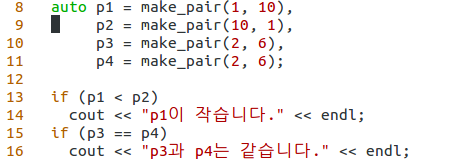 8 auto p1 = make_pair(1, 10),
9 p2 = make_pair(10, 1),
10 p3 = make_pair(2, 6),
11 p4 = make_pair(2, 6);
12
13 if (p1 < p2)
14 cout << "p1이 작습니다." << endl;
15 if (p3 == p4)
16 cout << "p3과 p4는 같습니다." << endl;